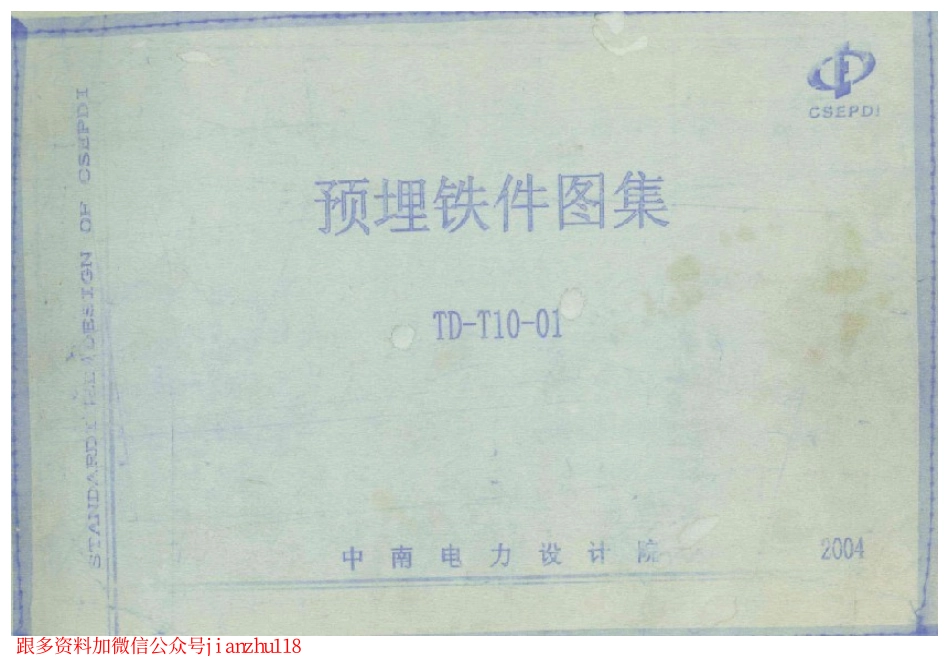 CSEPDI
预埋铁件图集
TD-T10-01
中南电力设计院
2004
DESIGN OF CSEPDI
跟多资料加微信公众号jianzhu118